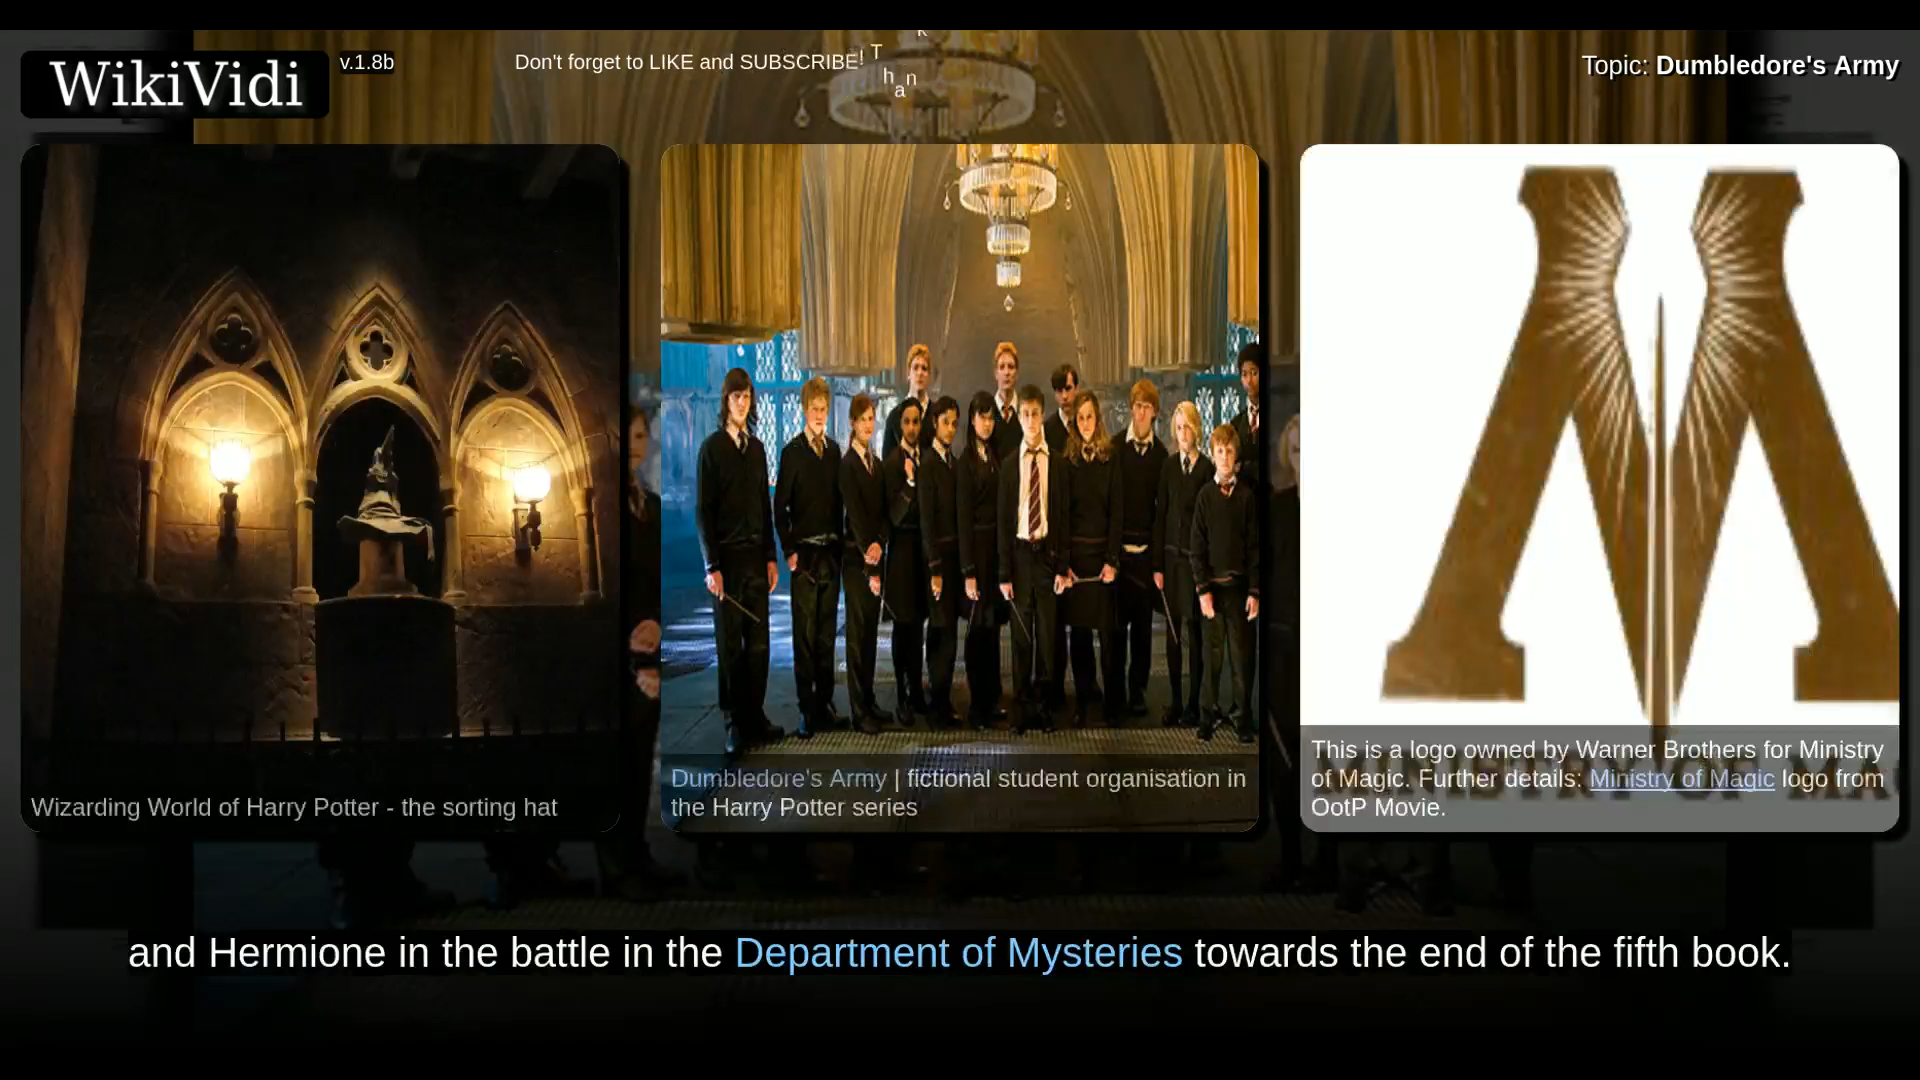 WikiVidi
v.1.8b
Don't forget to LIKE and SUBSCRIBE! Than
Topic: Dumbledore's Army
Wizarding World of Harry Potter - the sorting hat
Dumbledore's Army | fictional student organisation in
the Harry Potter series
This is a logo owned by Warner Brothers for Ministry
of Magic. Further details: Ministry of Magic logo from
OotP Movie.
and Hermione in the battle in the Department of Mysteries towards the end of the fifth book.